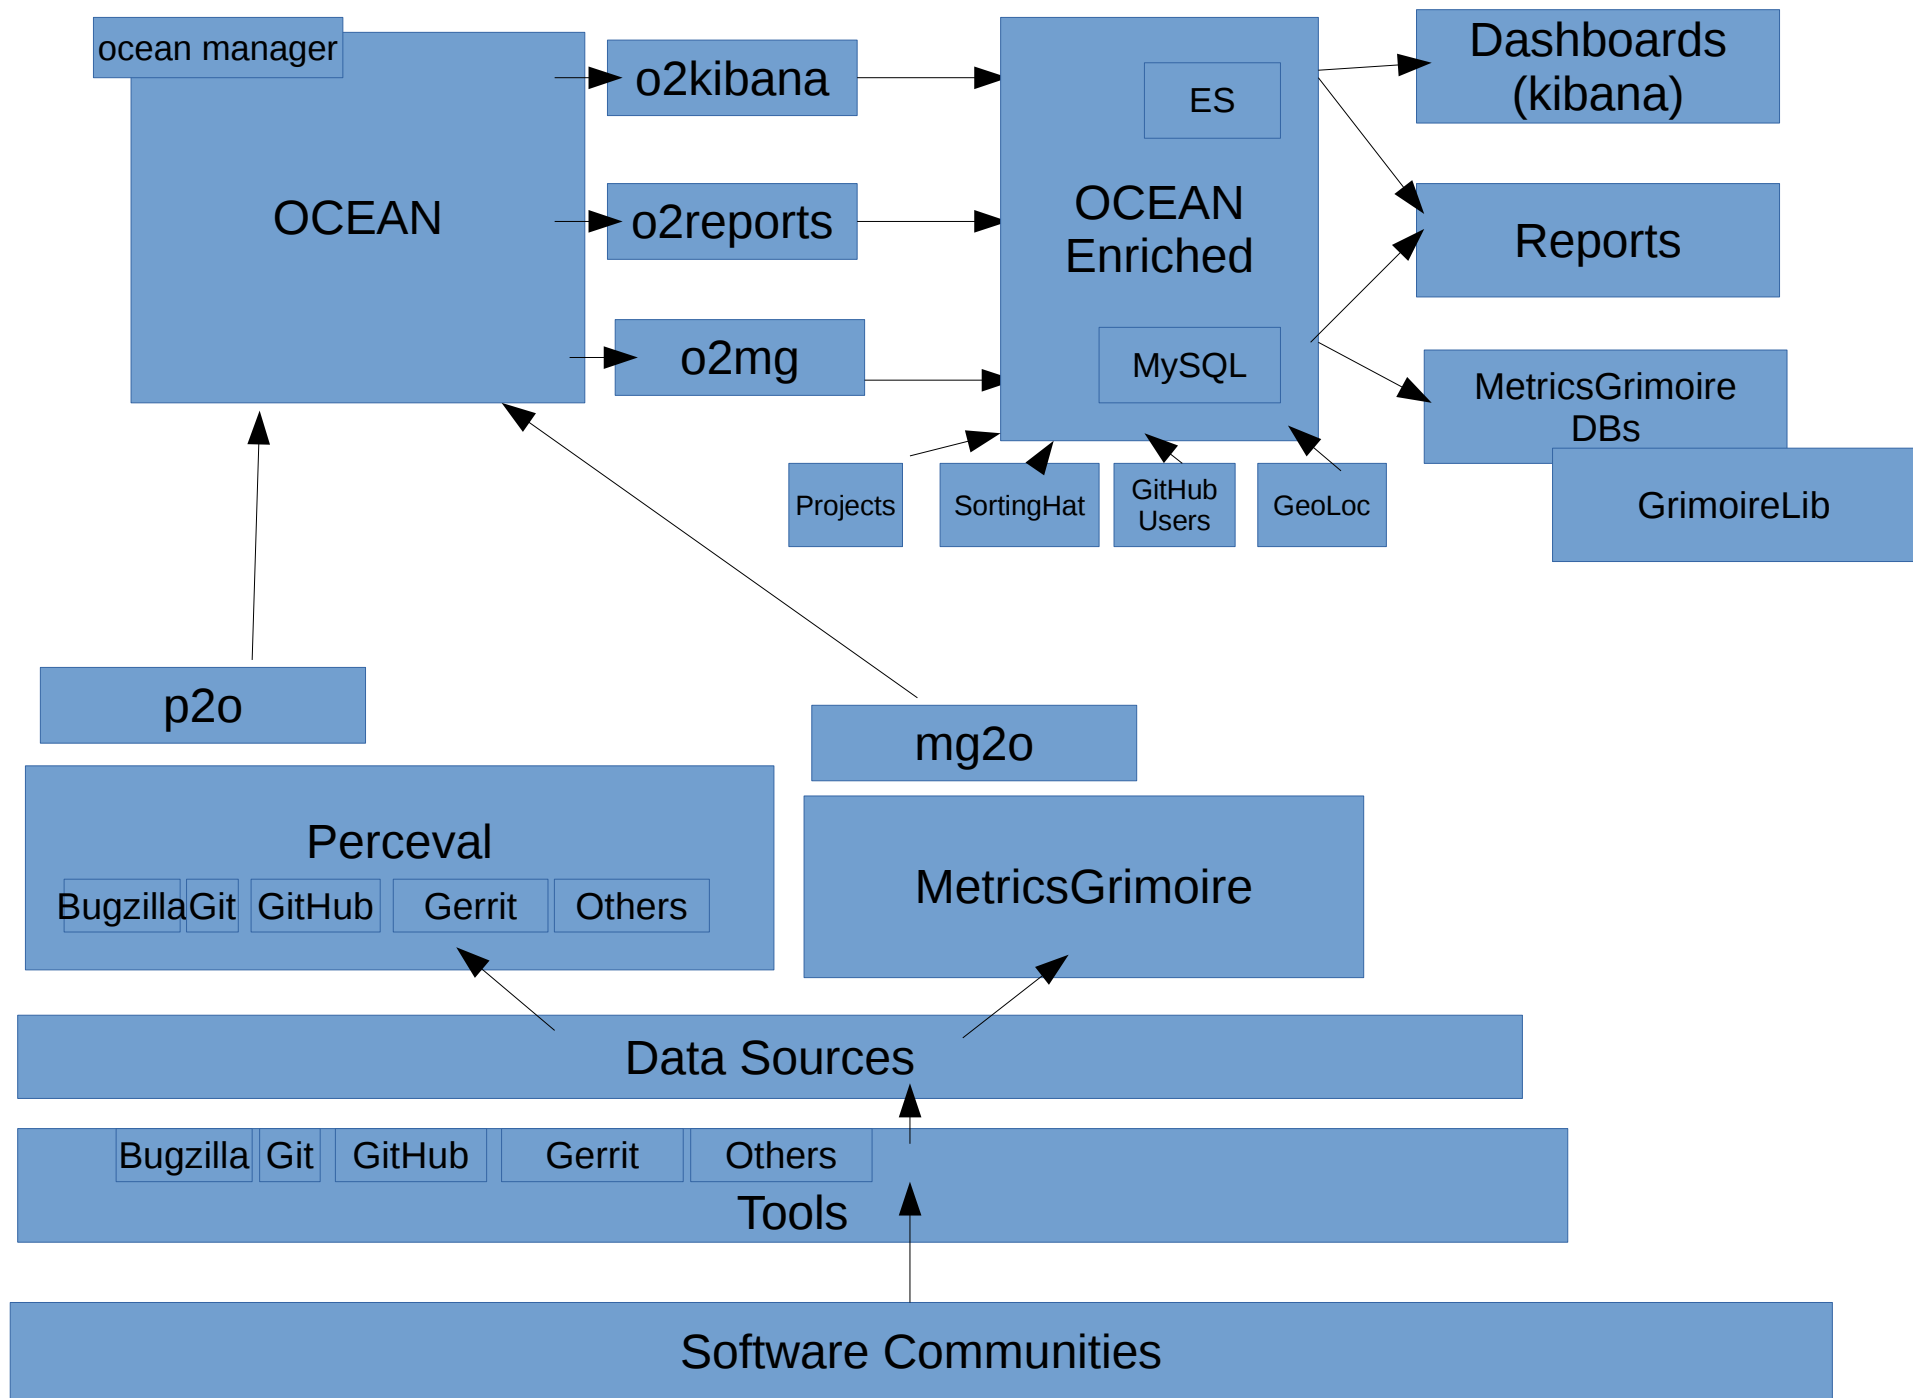 ocean manager
OCEAN
o2kibana
o2reports
o2mg
ES
OCEAN
Enriched
MySQL
Dashboards
(kibana)
Reports
MetricsGrimoire
DBs
GrimoireLib
Projects
SortingHat
GitHub
Users
GeoLoc
p2o
mg2o
Perceval
Bugzilla
Git
GitHub
Gerrit
Others
MetricsGrimoire
Data Sources
Bugzilla
Git
GitHub
Gerrit
Others
Tools
Software Communities